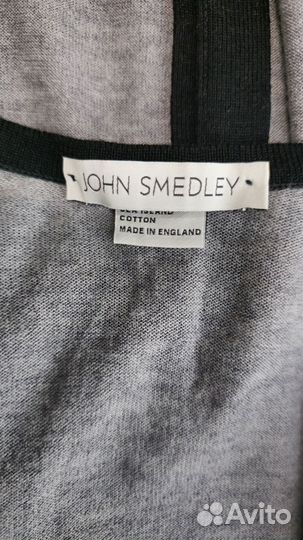 JOHN SMEDLEY
SEA ISLAND
COTTON
MADE IN ENGLAND
Avito